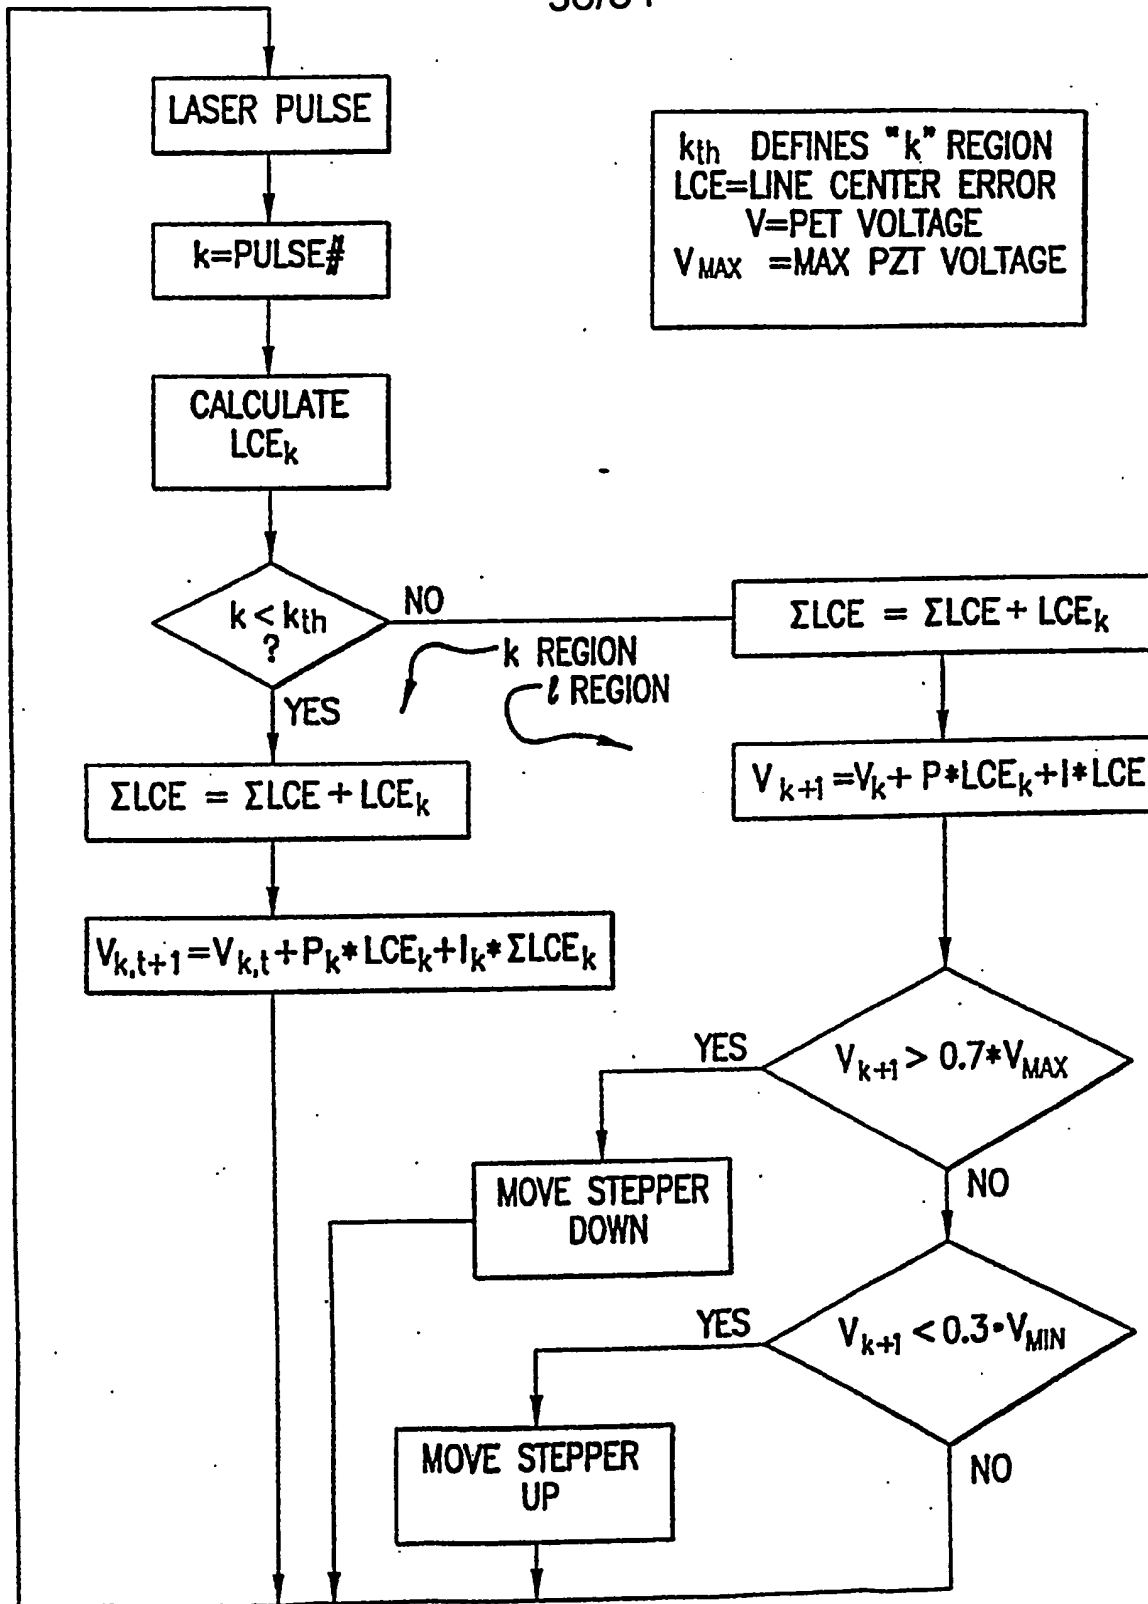 LASER PULSE
k=PULSE#
CALCULATE
LCEk
kth DEFINES "k" REGION
LCE=LINE CENTER ERROR
V=PET VOLTAGE
VMAX =MAX PZT VOLTAGE
k < kth
?
NO
YES
k REGION
ℓ REGION
ΣLCE = ΣLCE + LCEk
Vk,t+1=Vk,t+Pk*LCEk+Ik*ΣLCEk
ΣLCE = ΣLCE + LCEk
Vk+1=Vk+ P*LCEk+I*LCE
Vk+1 > 0.7*VMAX
YES
NO
MOVE STEPPER
DOWN
Vk+1 < 0.3•VMIN
YES
NO
MOVE STEPPER
UP